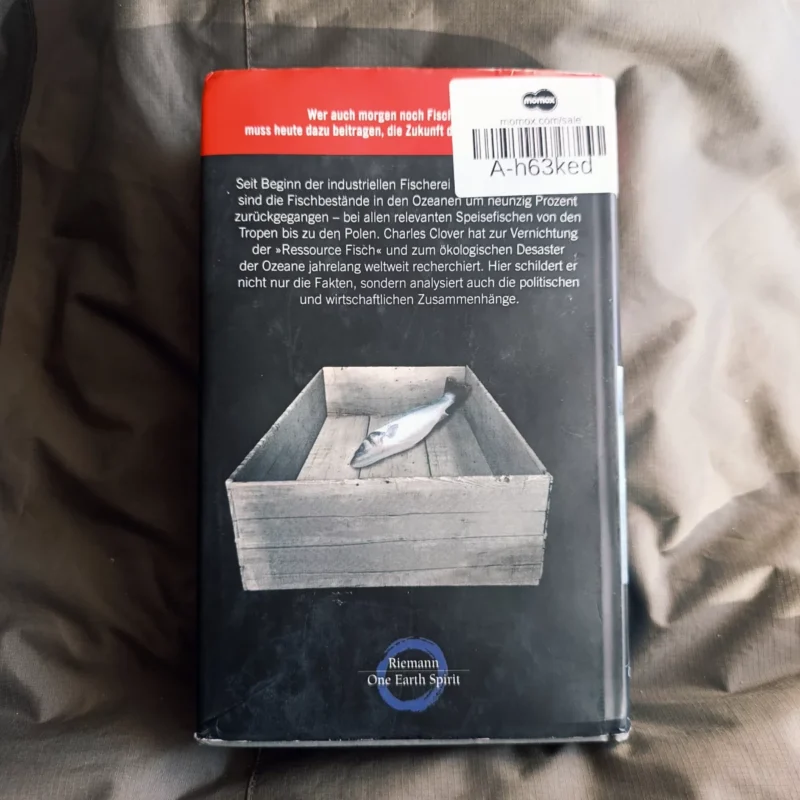 Wer auch morgen noch Fisch
muss heute dazu beitragen, die Zukunft d
momox
momox.com/sale
A-h63ked
Seit Beginn der industriellen Fischerei
sind die Fischbestände in den Ozeanen um neunzig Prozent
zurückgegangen – bei allen relevanten Speisefischen von den
Tropen bis zu den Polen. Charles Clover hat zur Vernichtung
der »Ressource Fisch« und zum ökologischen Desaster
der Ozeane jahrelang weltweit recherchiert. Hier schildert er
nicht nur die Fakten, sondern analysiert auch die politischen
und wirtschaftlichen Zusammenhänge.
Riemann
One Earth Spirit